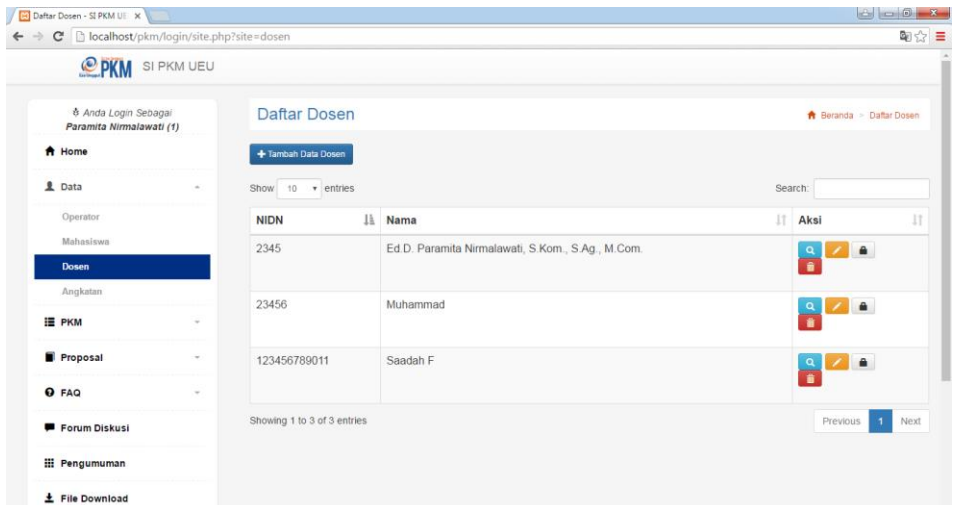 Daftar Dosen - SI PKM UE
localhost/pkm/login/site.php?site=dosen
PKM SI PKM UEU
Anda Login Sebagai
Paramita Nirmalawati (1)
Home
Data
Operator
Mahasiswa
Dosen
Angkatan
PKM
Proposal
FAQ
Forum Diskusi
Pengumuman
File Download
Daftar Dosen
Beranda > Daftar Dosen
+ Tambah Data Dosen
Show 10 entries
Search:
NIDN Nama Aksi
2345 Ed.D. Paramita Nirmalawati, S.Kom., S.Ag., M.Com.
23456 Muhammad
123456789011 Saadah F
Showing 1 to 3 of 3 entries
Previous 1 Next